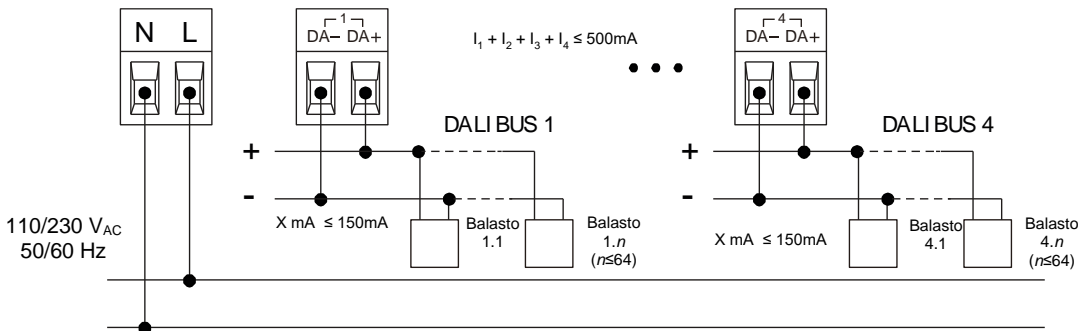 N L
1
DA– DA+
I₁ + I₂ + I₃ + I₄ ≤ 500mA
4
DA– DA+
DALI BUS 1
DALI BUS 4
+
-
X mA ≤ 150mA
Balasto
1.1
Balasto
1.n
(n≤64)
+
-
X mA ≤ 150mA
Balasto
4.1
Balasto
4.n
(n≤64)
110/230 VAC
50/60 Hz